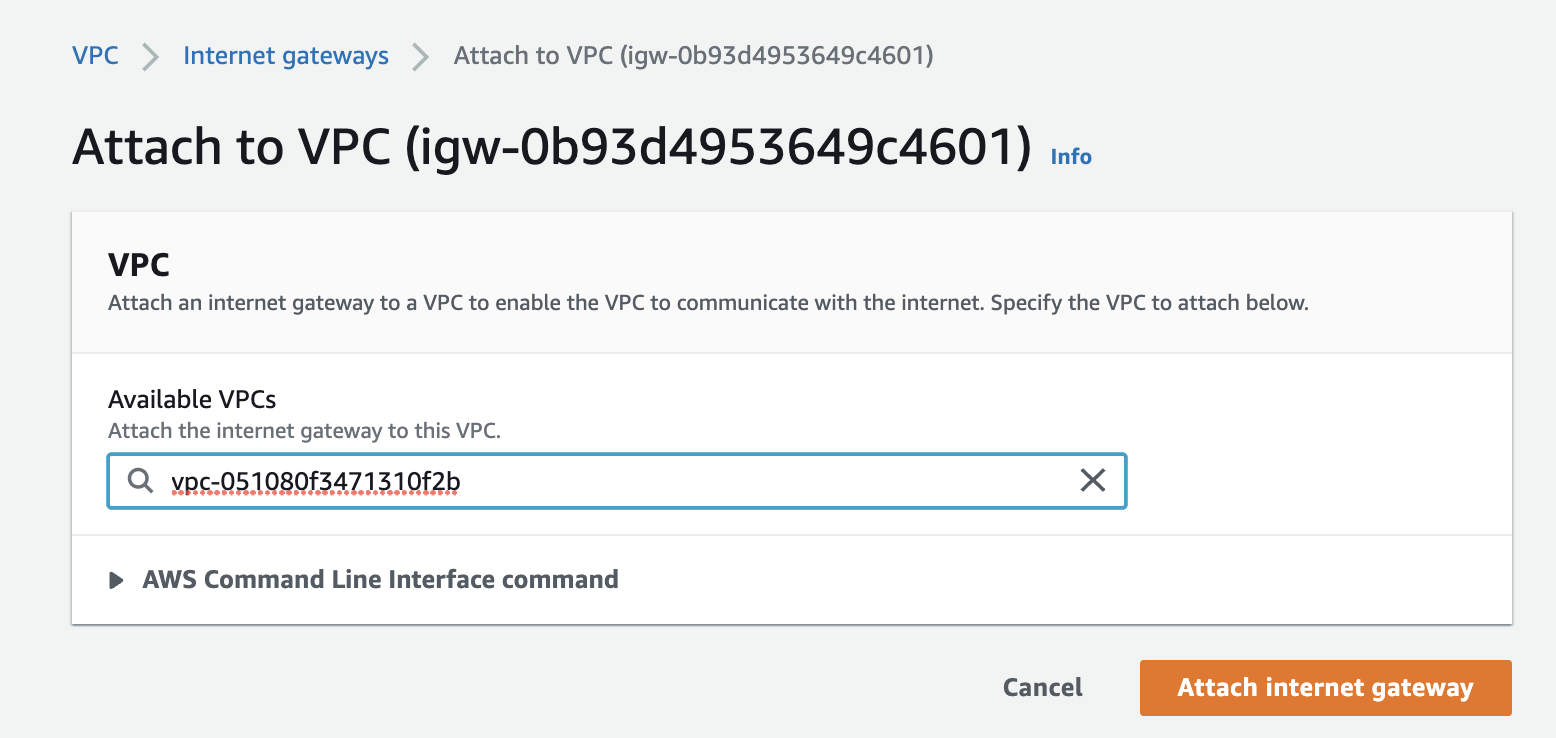 VPC > Internet gateways > Attach to VPC (igw-0b93d4953649c4601)
Attach to VPC (igw-0b93d4953649c4601) Info
VPC
Attach an internet gateway to a VPC to enable the VPC to communicate with the internet. Specify the VPC to attach below.
Available VPCs
Attach the internet gateway to this VPC.
vpc-051080f3471310f2b
AWS Command Line Interface command
Cancel Attach internet gateway